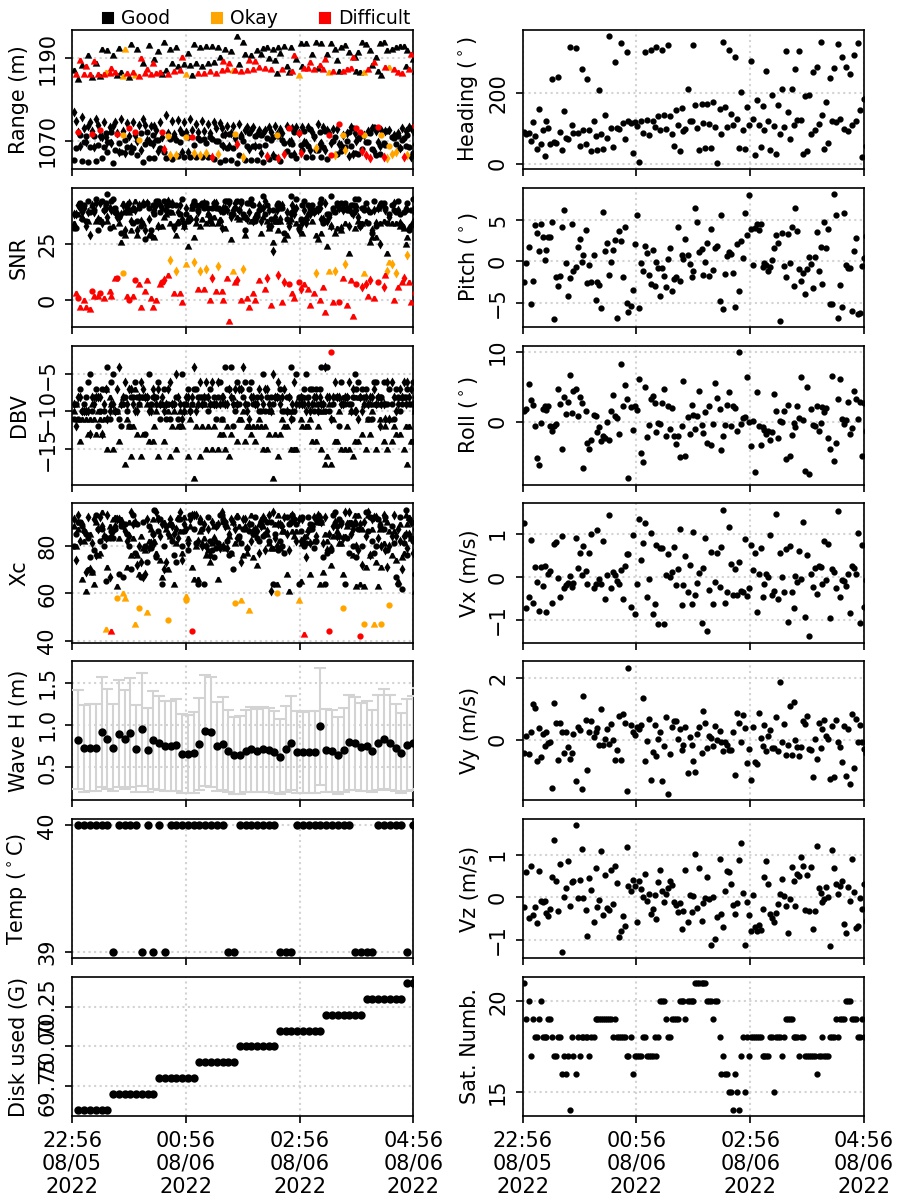 Good Okay Difficult
Range (m)
1190
1070
Heading (°)
200
0
SNR
25
0
Pitch (°)
5
0
−5
DBV
−5
−10
−15
Roll (°)
10
0
Xc
80
60
40
Vx (m/s)
1
0
−1
Wave H (m)
1.5
1.0
0.5
Vy (m/s)
2
0
Temp (°C)
40
39
Vz (m/s)
1
0
−1
Disk used (G)
70.25
70.00
69.75
Sat. Numb.
20
15
22:56 00:56 02:56 04:56
08/05 08/06 08/06 08/06
2022 2022 2022 2022
22:56 00:56 02:56 04:56
08/05 08/06 08/06 08/06
2022 2022 2022 2022